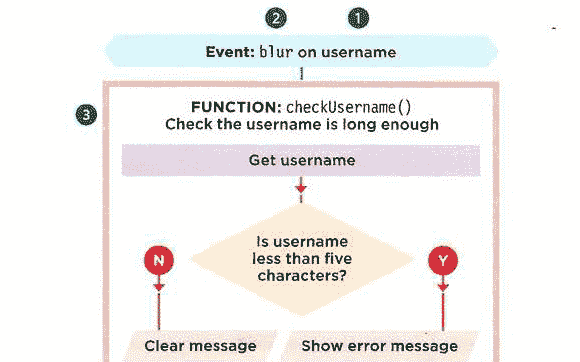 2 1
Event: blur on username
3
FUNCTION: checkUsername()
Check the username is long enough
Get username
Is username
less than five
characters?
N
Y
Clear message
Show error message